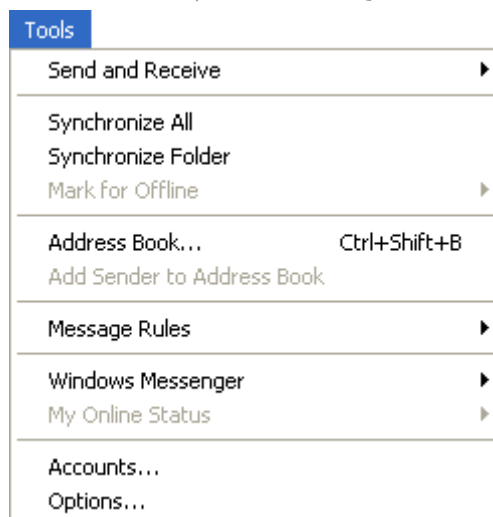 Tools
Send and Receive
Synchronize All
Synchronize Folder
Mark for Offline
Address Book... Ctrl+Shift+B
Add Sender to Address Book
Message Rules
Windows Messenger
My Online Status
Accounts...
Options...